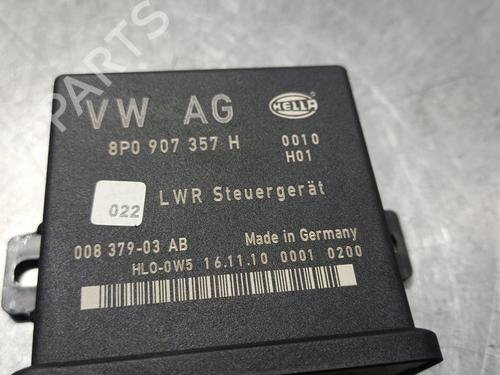 VW AG
HELLA
8P0 907 357 H
0010
H01
022
LWR Steuergerät
008 379-03 AB
Made in Germany
HLO-0W5 16.11.10 0001 0200